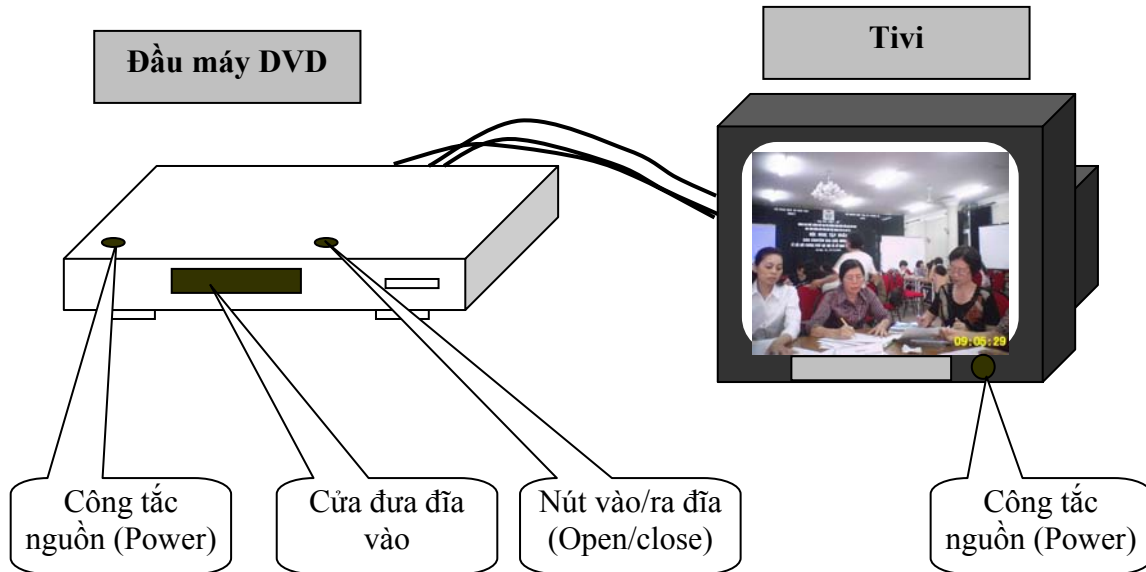 Tivi
Đầu máy DVD
09:05:29
Công tắc
nguồn (Power)
Cửa đưa đĩa
vào
Nút vào/ra đĩa
(Open/close)
Công tắc
nguồn (Power)